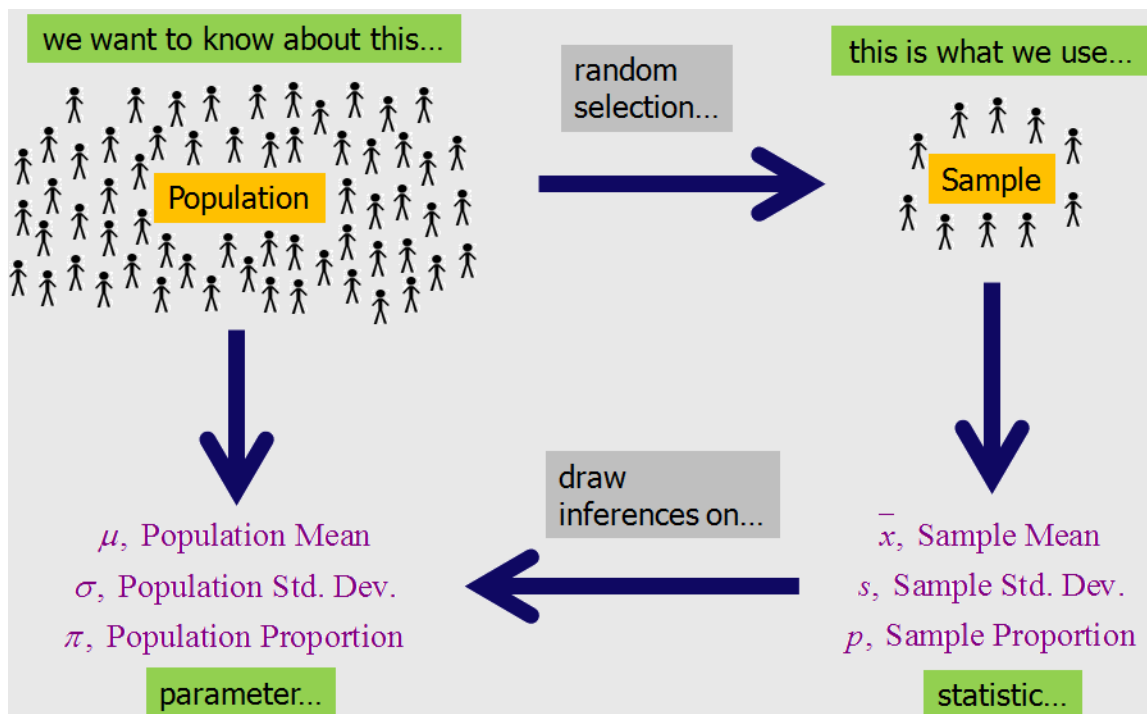 we want to know about this…
random
selection…
this is what we use…
Population
Sample
draw
inferences on…
μ, Population Mean
σ, Population Std. Dev.
π, Population Proportion
parameter…
x̄, Sample Mean
s, Sample Std. Dev.
p, Sample Proportion
statistic…